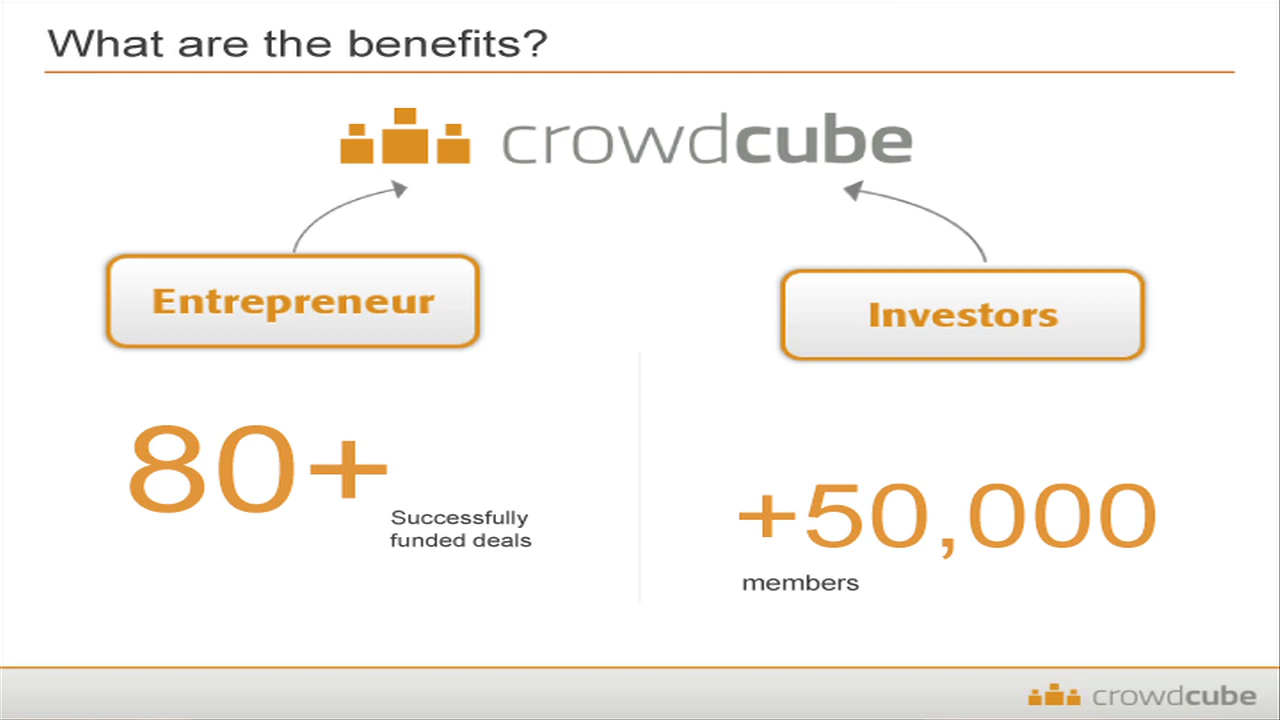 What are the benefits?
crowdcube
Entrepreneur
Investors
80+
Successfully
funded deals
+50,000
members
crowdcube